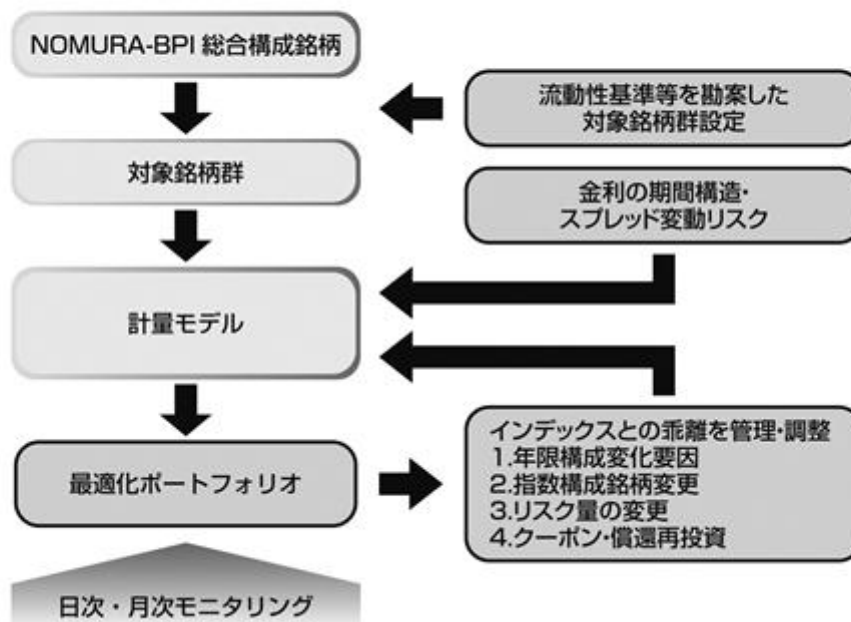 NOMURA-BPI 総合構成銘柄
流動性基準等を勘案した
対象銘柄群設定
対象銘柄群
金利の期間構造・
スプレッド変動リスク
計量モデル
最適化ポートフォリオ
インデックスとの乖離を管理・調整
1.年限構成変化要因
2.指数構成銘柄変更
3.リスク量の変更
4.クーポン・償還再投資
日次・月次モニタリング